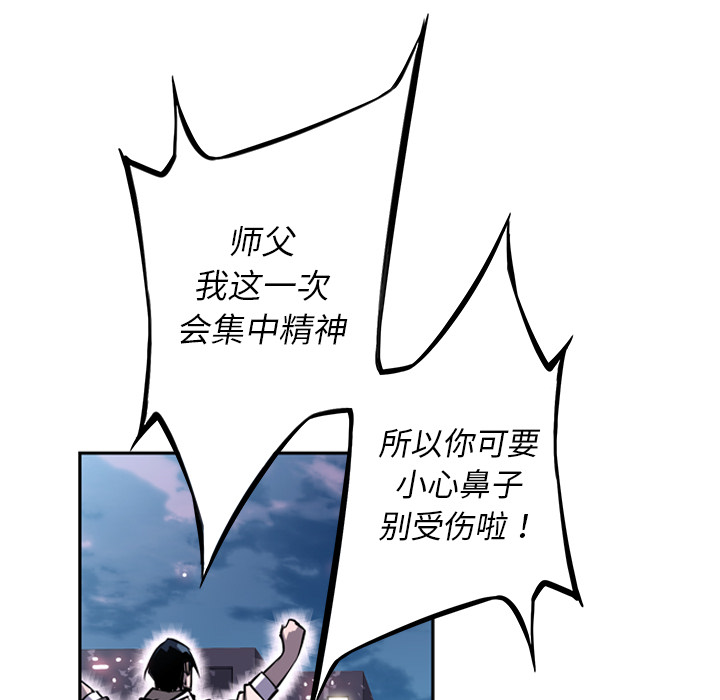 师父
我这一次
会集中精神
所以你可要
小心鼻子
别受伤啦！